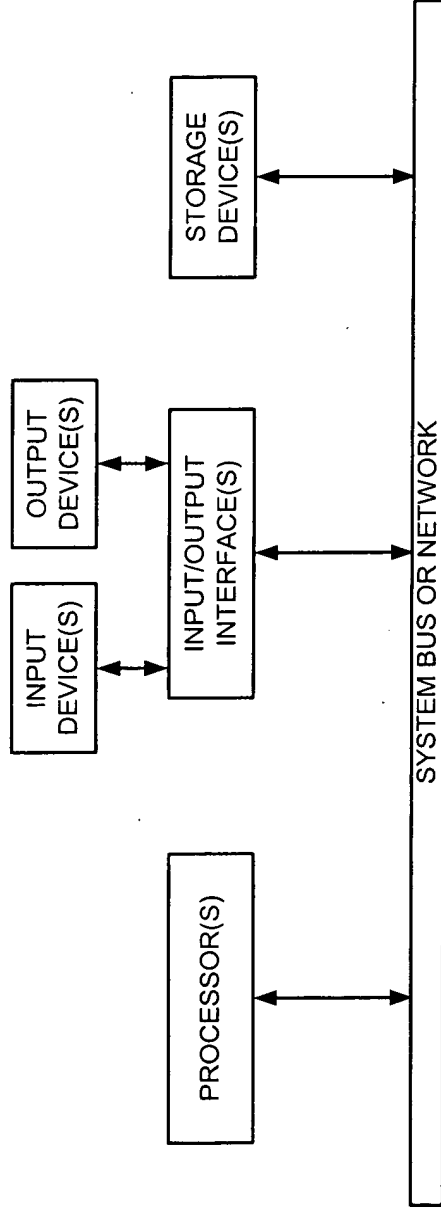 INPUT
DEVICE(S)
OUTPUT
DEVICE(S)
PROCESSOR(S)
INPUT/OUTPUT
INTERFACE(S)
STORAGE
DEVICE(S)
SYSTEM BUS OR NETWORK